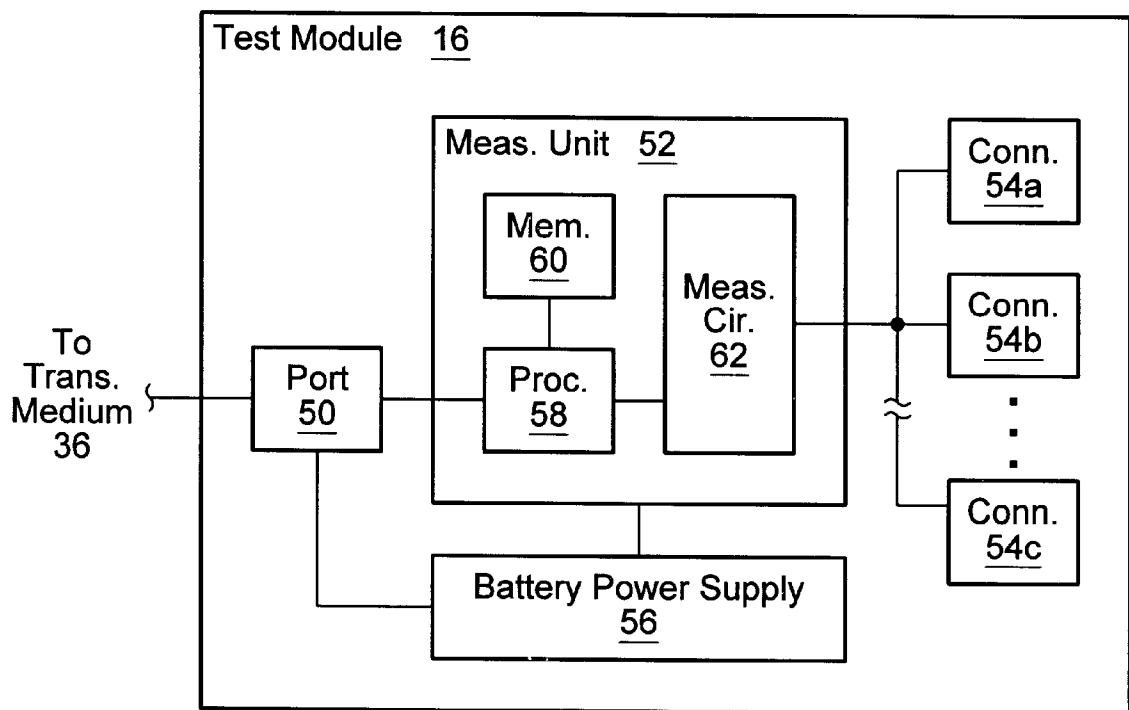 Test Module 16
Meas. Unit 52
Conn.
54a
Mem.
60
Meas.
Cir.
62
Conn.
54b
To
Trans.
Medium
36
Port
50
Proc.
58
Conn.
54c
Battery Power Supply
56